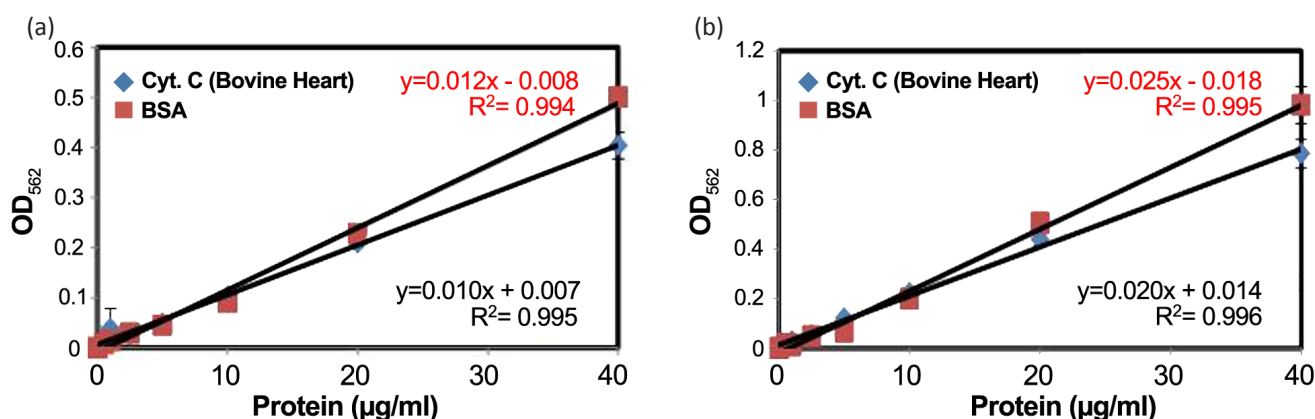 (a)
0.6
0.5
0.4
0.3
0.2
0.1
0
OD₅₆₂
Cyt. C (Bovine Heart)
BSA
y=0.012x - 0.008
R²= 0.994
y=0.010x + 0.007
R²= 0.995
0 10 20 30 40
Protein (μg/ml)
(b)
1.2
1
0.8
0.6
0.4
0.2
0
OD₅₆₂
Cyt. C (Bovine Heart)
BSA
y=0.025x - 0.018
R²= 0.995
y=0.020x + 0.014
R²= 0.996
0 10 20 30 40
Protein (μg/ml)